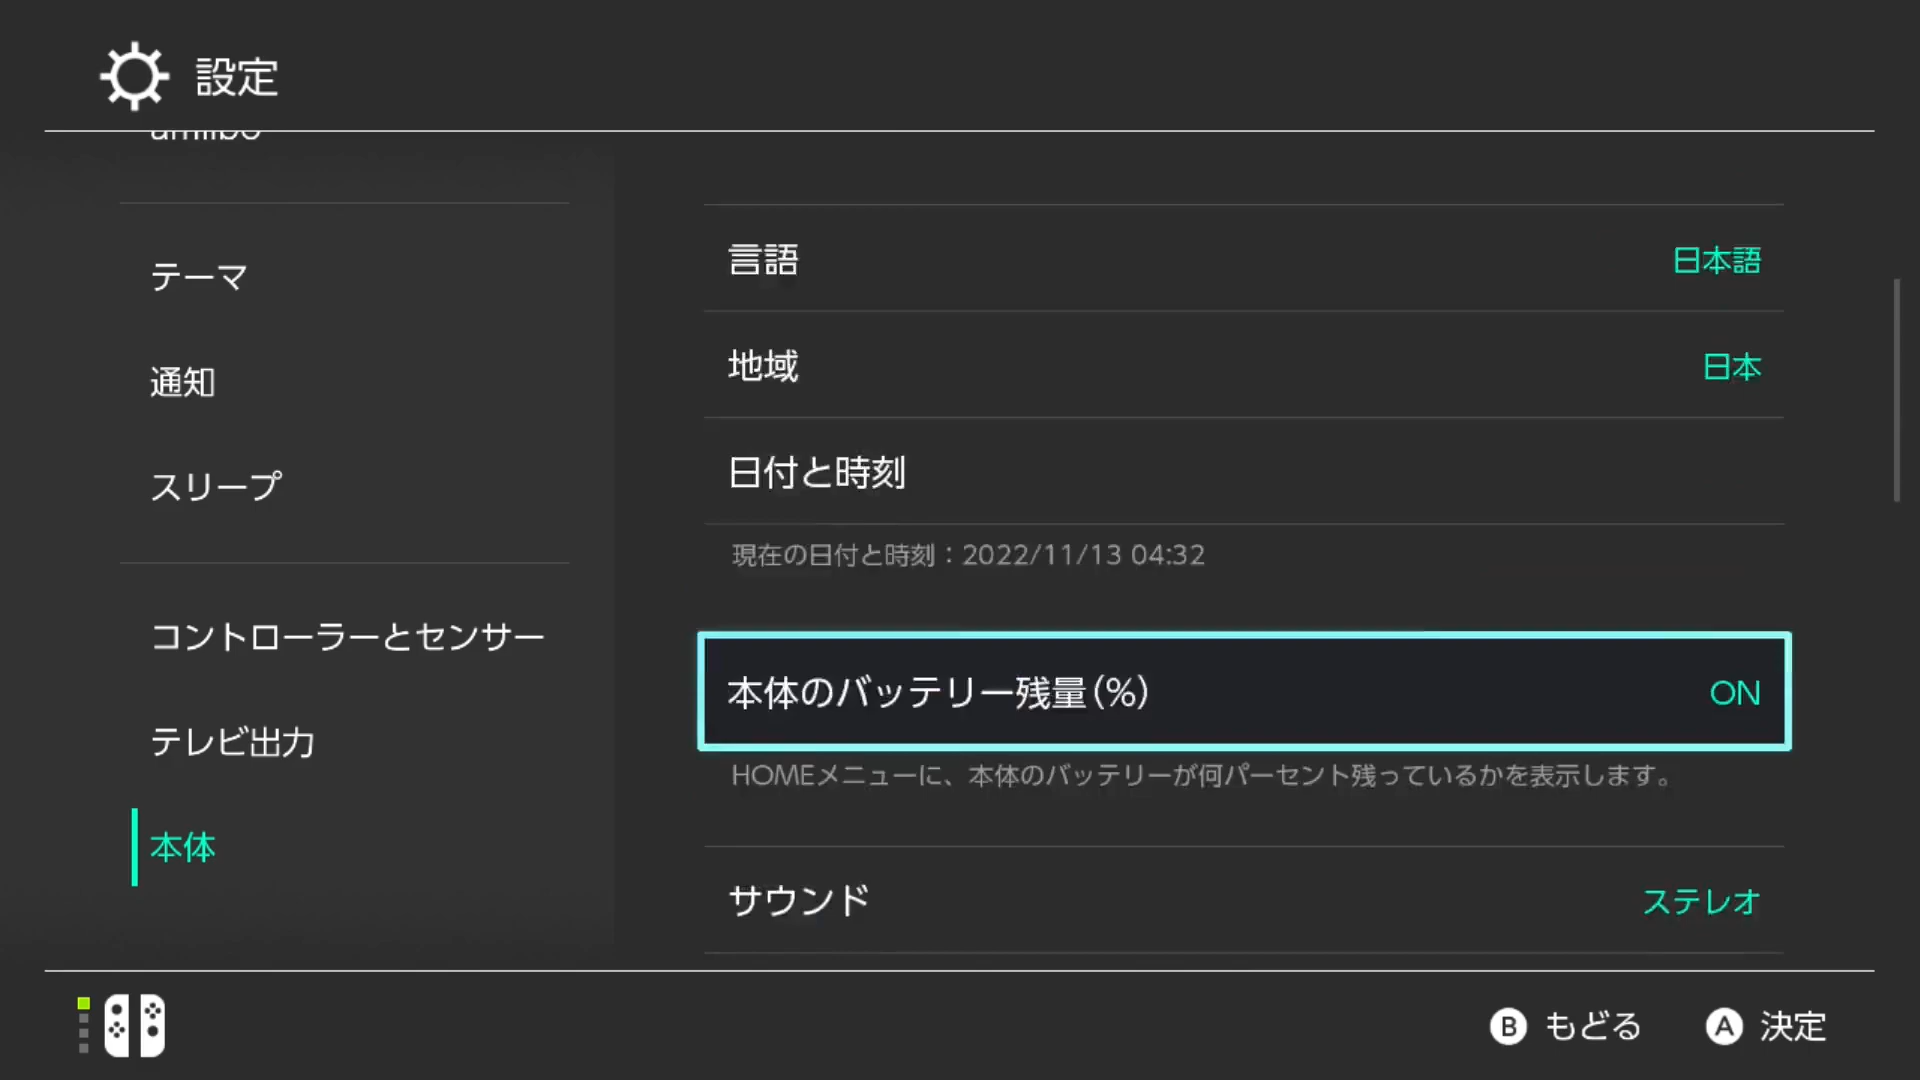 設定
amiibo
テーマ
通知
スリープ
コントローラーとセンサー
テレビ出力
本体
言語 日本語
地域 日本
日付と時刻
現在の日付と時刻：2022/11/13 04:32
本体のバッテリー残量(%) ON
HOMEメニューに、本体のバッテリーが何パーセント残っているかを表示します。
サウンド ステレオ
B もどる A 決定